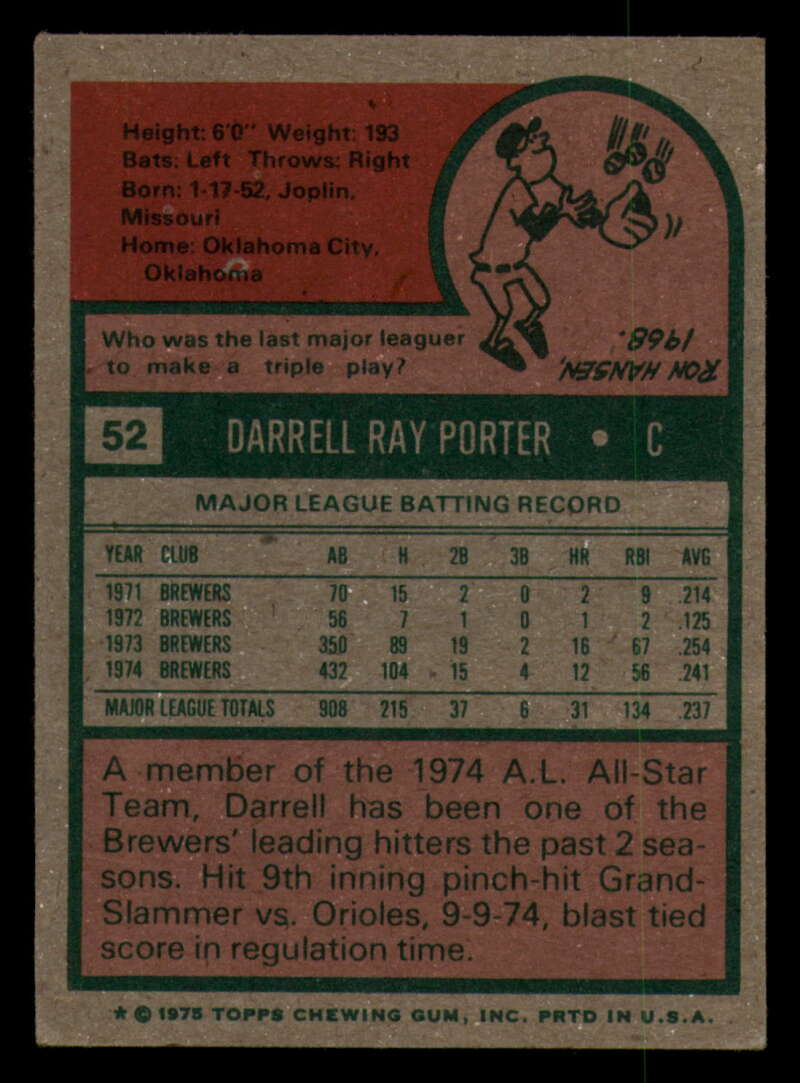 Height: 6'0" Weight: 193
Bats: Left Throws: Right
Born: 1-17-52, Joplin,
Missouri
Home: Oklahoma City,
Oklahoma
Who was the last major leaguer
to make a triple play?
RON HANSEN,
1968.
52 DARRELL RAY PORTER • C
MAJOR LEAGUE BATTING RECORD
YEAR CLUB AB H 2B 3B HR RBI AVG
1971 BREWERS 70 15 2 0 2 9 .214
1972 BREWERS 56 7 1 0 1 2 .125
1973 BREWERS 350 89 19 2 16 67 .254
1974 BREWERS 432 104 15 4 12 56 .241
MAJOR LEAGUE TOTALS 908 215 37 6 31 134 .237
A member of the 1974 A.L. All-Star
Team, Darrell has been one of the
Brewers' leading hitters the past 2 sea-
sons. Hit 9th inning pinch-hit Grand-
Slammer vs. Orioles, 9-9-74, blast tied
score in regulation time.
★ © 1975 TOPPS CHEWING GUM, INC. PRTD IN U.S.A.